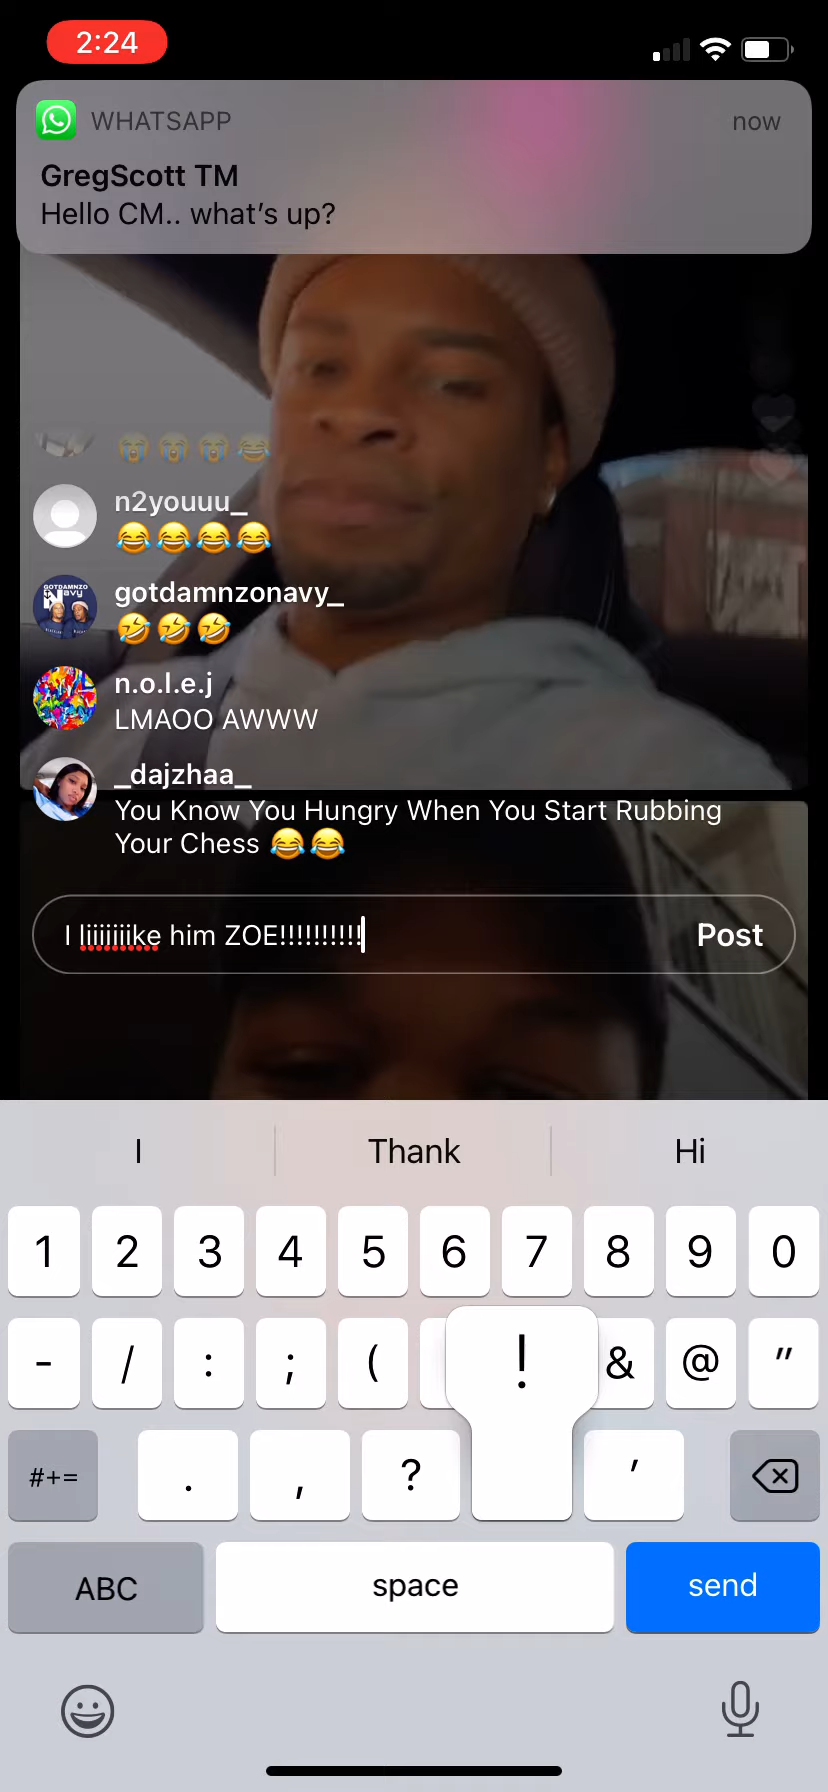 2:24
WHATSAPP
now
GregScott TM
Hello CM.. what's up?
😭😭😭😂
n2youuu_
😂😂😂😂
gotdamnzonavy_
🤣🤣🤣
n.o.l.e.j
LMAOO AWWW
_dajzhaa_
You Know You Hungry When You Start Rubbing
Your Chess 😂😂
I liiiiiiike him ZOE!!!!!!!!!!
Post
I Thank Hi
1 2 3 4 5 6 7 8 9 0
- / : ; ( & @ "
#+= . , ? ! '
ABC space send